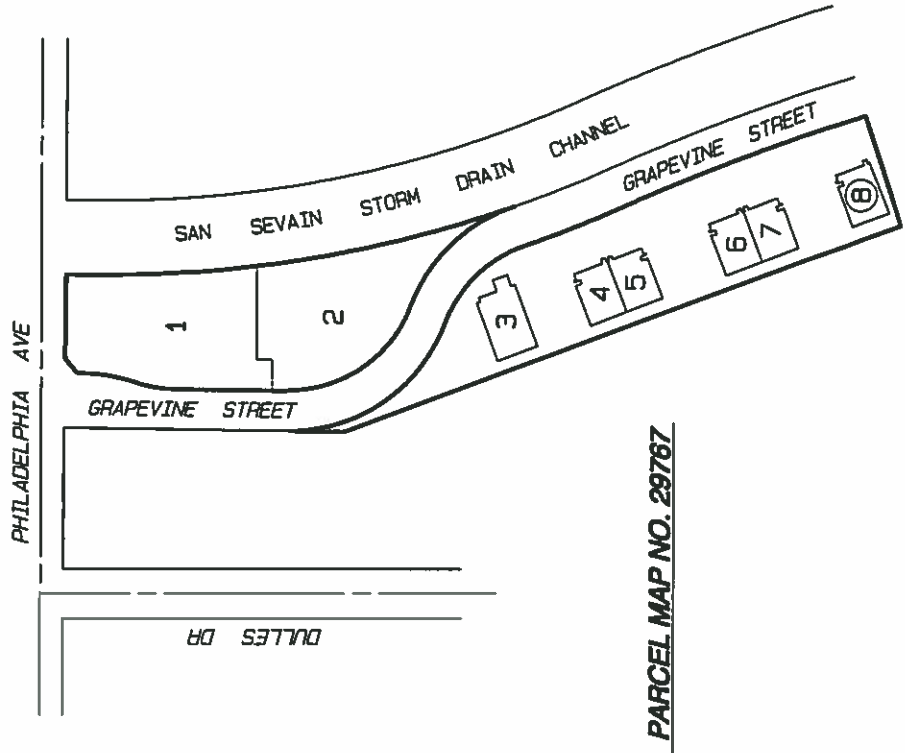 PHILADELPHIA AVE
SAN SEVAIN STORM DRAIN CHANNEL
GRAPEVINE STREET
1
2
3
4
5
6
7
8
GRAPEVINE STREET
DULLES DR
PARCEL MAP NO. 29767